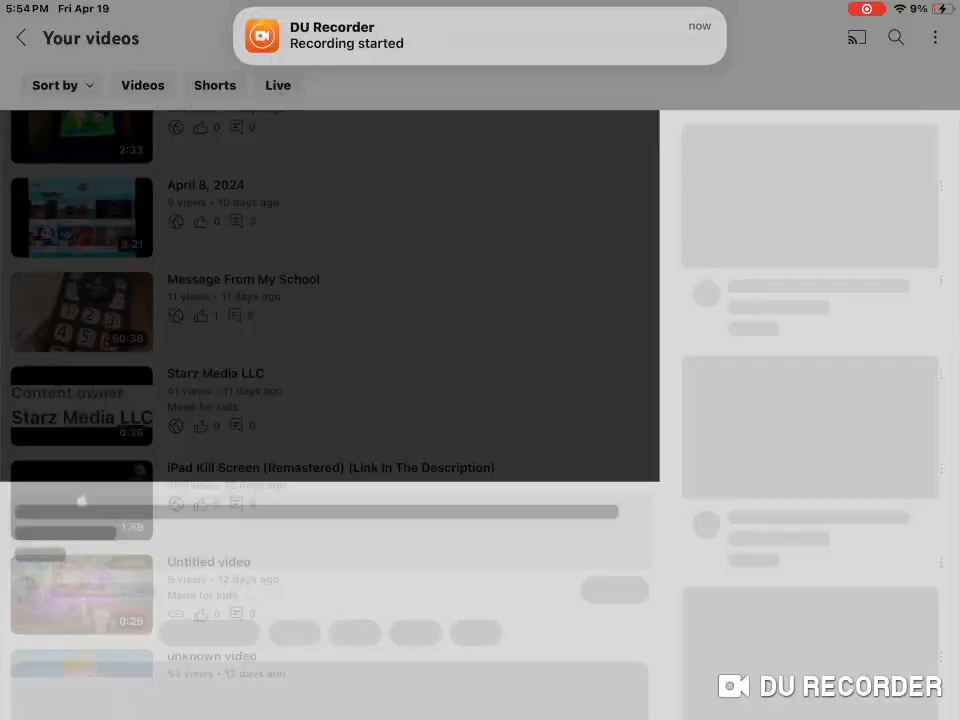 5:54 PM Fri Apr 19
9%
DU Recorder
now
Recording started
Your videos
Sort by
Videos
Shorts
Live
2:33
0
0
April 8, 2024
9 views • 10 days ago
0
3:21
Message From My School
11 views • 11 days ago
1
0
60:38
Starz Media LLC
41 views • 11 days ago
Made for kids
0
0
Content owner
Starz Media LLC
0:26
iPad Kill Screen (Remastered) (Link In The Description)
1:59
Untitled video
9 views • 12 days ago
Made for kids
0
0
0:29
unknown video
53 views • 12 days ago
DU RECORDER